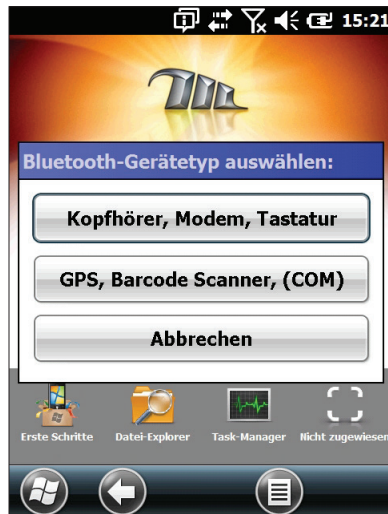 15:21
Bluetooth-Gerätetyp auswählen:
Kopfhörer, Modem, Tastatur
GPS, Barcode Scanner, (COM)
Abbrechen
Erste Schritte Datei-Explorer Task-Manager Nicht zugewiesen